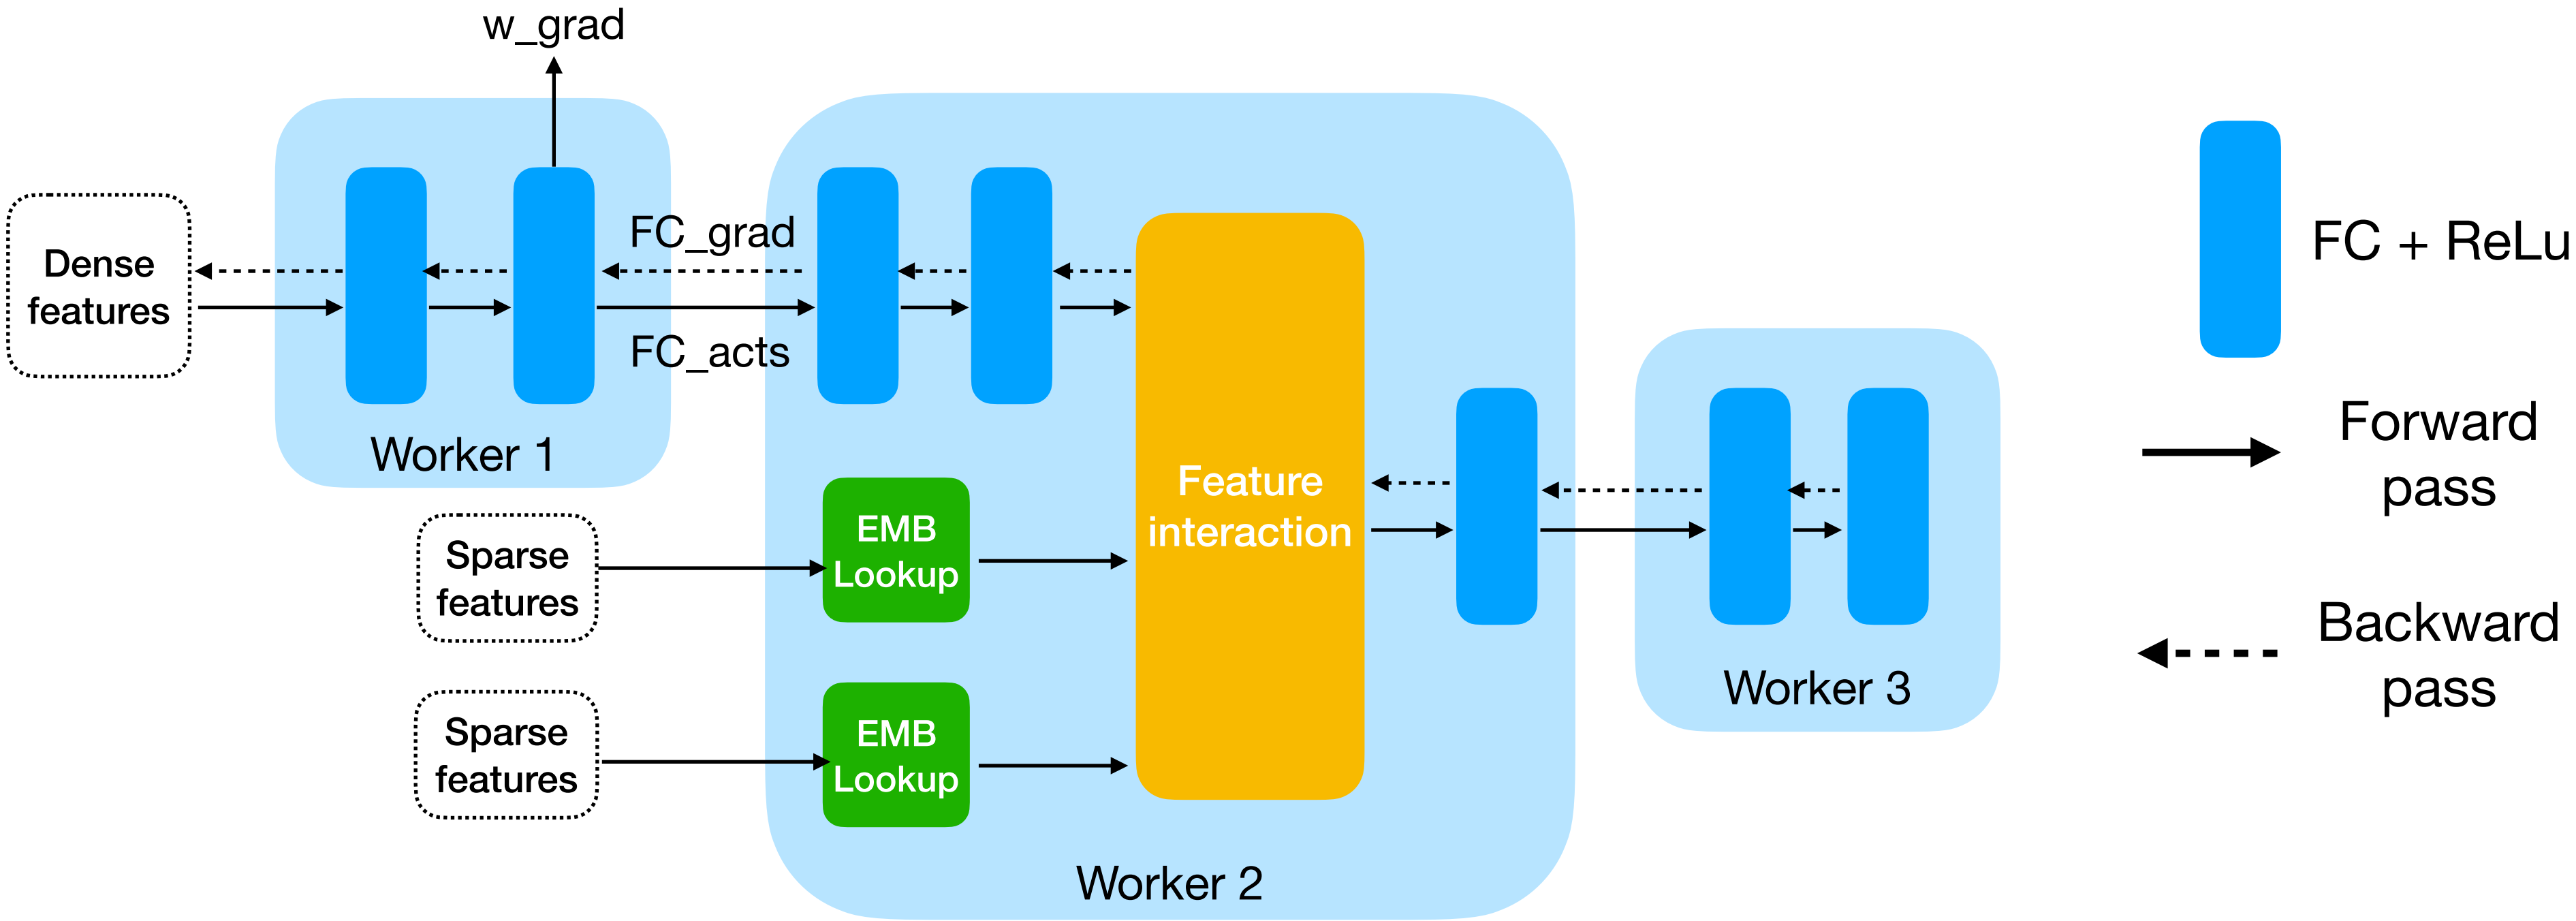 w_grad
Dense
features
FC_grad
FC_acts
Worker 1
Sparse
features
EMB
Lookup
Sparse
features
EMB
Lookup
Feature
interaction
Worker 2
Worker 3
FC + ReLu
Forward
pass
Backward
pass